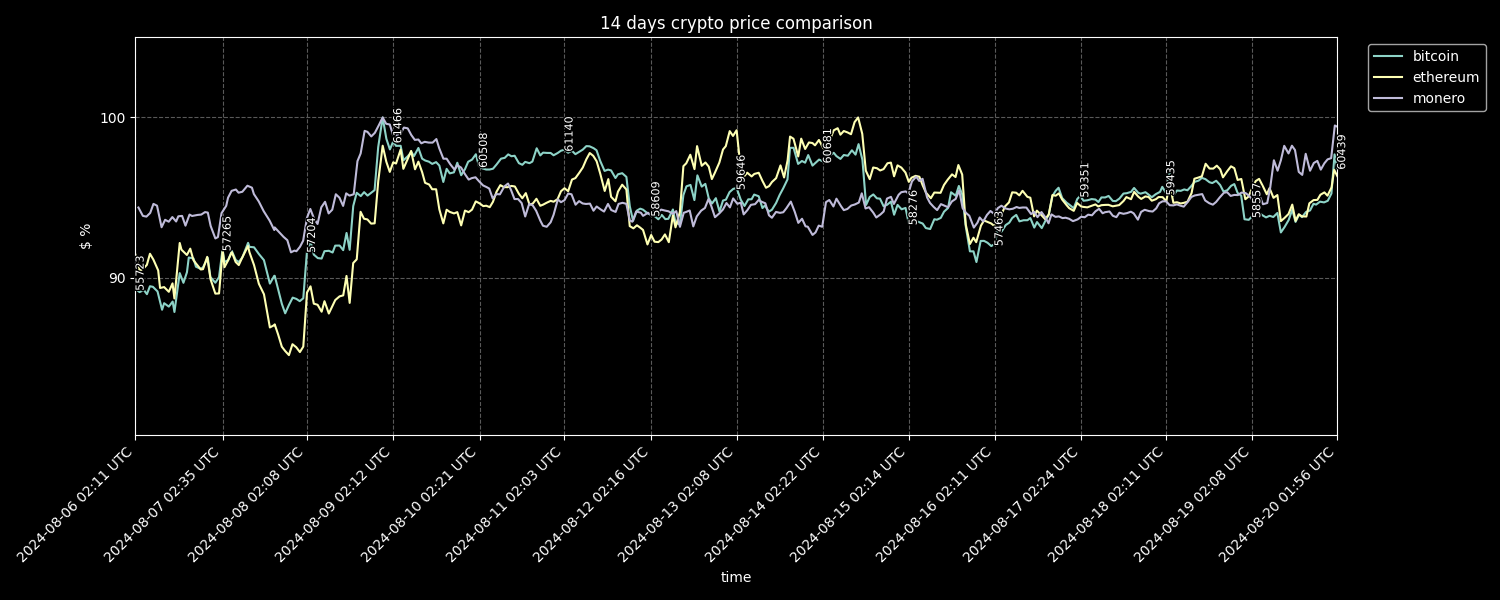 14 days crypto price comparison
bitcoin
ethereum
monero
100
90
$ %
55723
57265
57204
61466
60508
61140
58609
59646
60681
58276
57463
59351
59435
58575
60439
2024-08-06 02:11 UTC
2024-08-07 02:35 UTC
2024-08-08 02:08 UTC
2024-08-09 02:12 UTC
2024-08-10 02:21 UTC
2024-08-11 02:03 UTC
2024-08-12 02:16 UTC
2024-08-13 02:08 UTC
2024-08-14 02:22 UTC
2024-08-15 02:14 UTC
2024-08-16 02:11 UTC
2024-08-17 02:24 UTC
2024-08-18 02:11 UTC
2024-08-19 02:08 UTC
2024-08-20 01:56 UTC
time